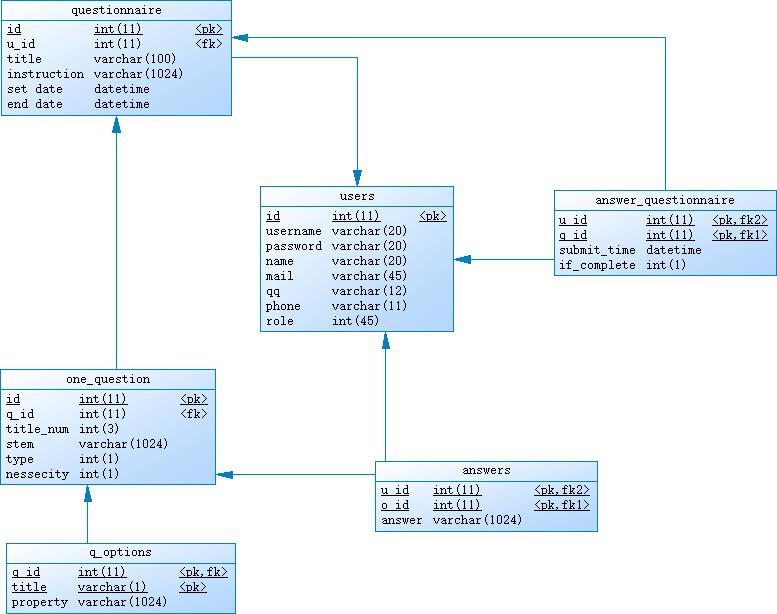 questionnaire
id int(11) <pk>
u_id int(11) <fk>
title varchar(100)
instruction varchar(1024)
set date datetime
end date datetime
users
id int(11) <pk>
username varchar(20)
password varchar(20)
name varchar(20)
mail varchar(45)
qq varchar(12)
phone varchar(11)
role int(45)
answer_questionnaire
u_id int(11) <pk,fk2>
q_id int(11) <pk,fk1>
submit_time datetime
if_complete int(1)
one_question
id int(11) <pk>
q_id int(11) <fk>
title_num int(3)
stem varchar(1024)
type int(1)
nessecity int(1)
answers
u_id int(11) <pk,fk2>
o_id int(11) <pk,fk1>
answer varchar(1024)
q_options
q_id int(11) <pk,fk>
title varchar(1) <pk>
property varchar(1024)